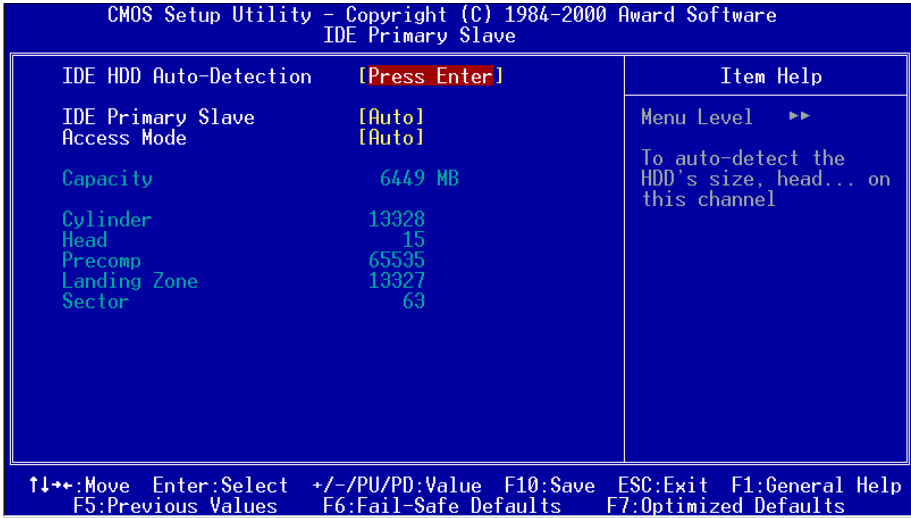 CMOS Setup Utility – Copyright (C) 1984-2000 Award Software
IDE Primary Slave
IDE HDD Auto-Detection [Press Enter]
IDE Primary Slave [Auto]
Access Mode [Auto]
Capacity 6449 MB
Cylinder 13328
Head 15
Precomp 65535
Landing Zone 13327
Sector 63
Item Help
Menu Level ►►
To auto-detect the
HDD's size, head... on
this channel
↑↓→←:Move Enter:Select +/-/PU/PD:Value F10:Save ESC:Exit F1:General Help
F5:Previous Values F6:Fail-Safe Defaults F7:Optimized Defaults